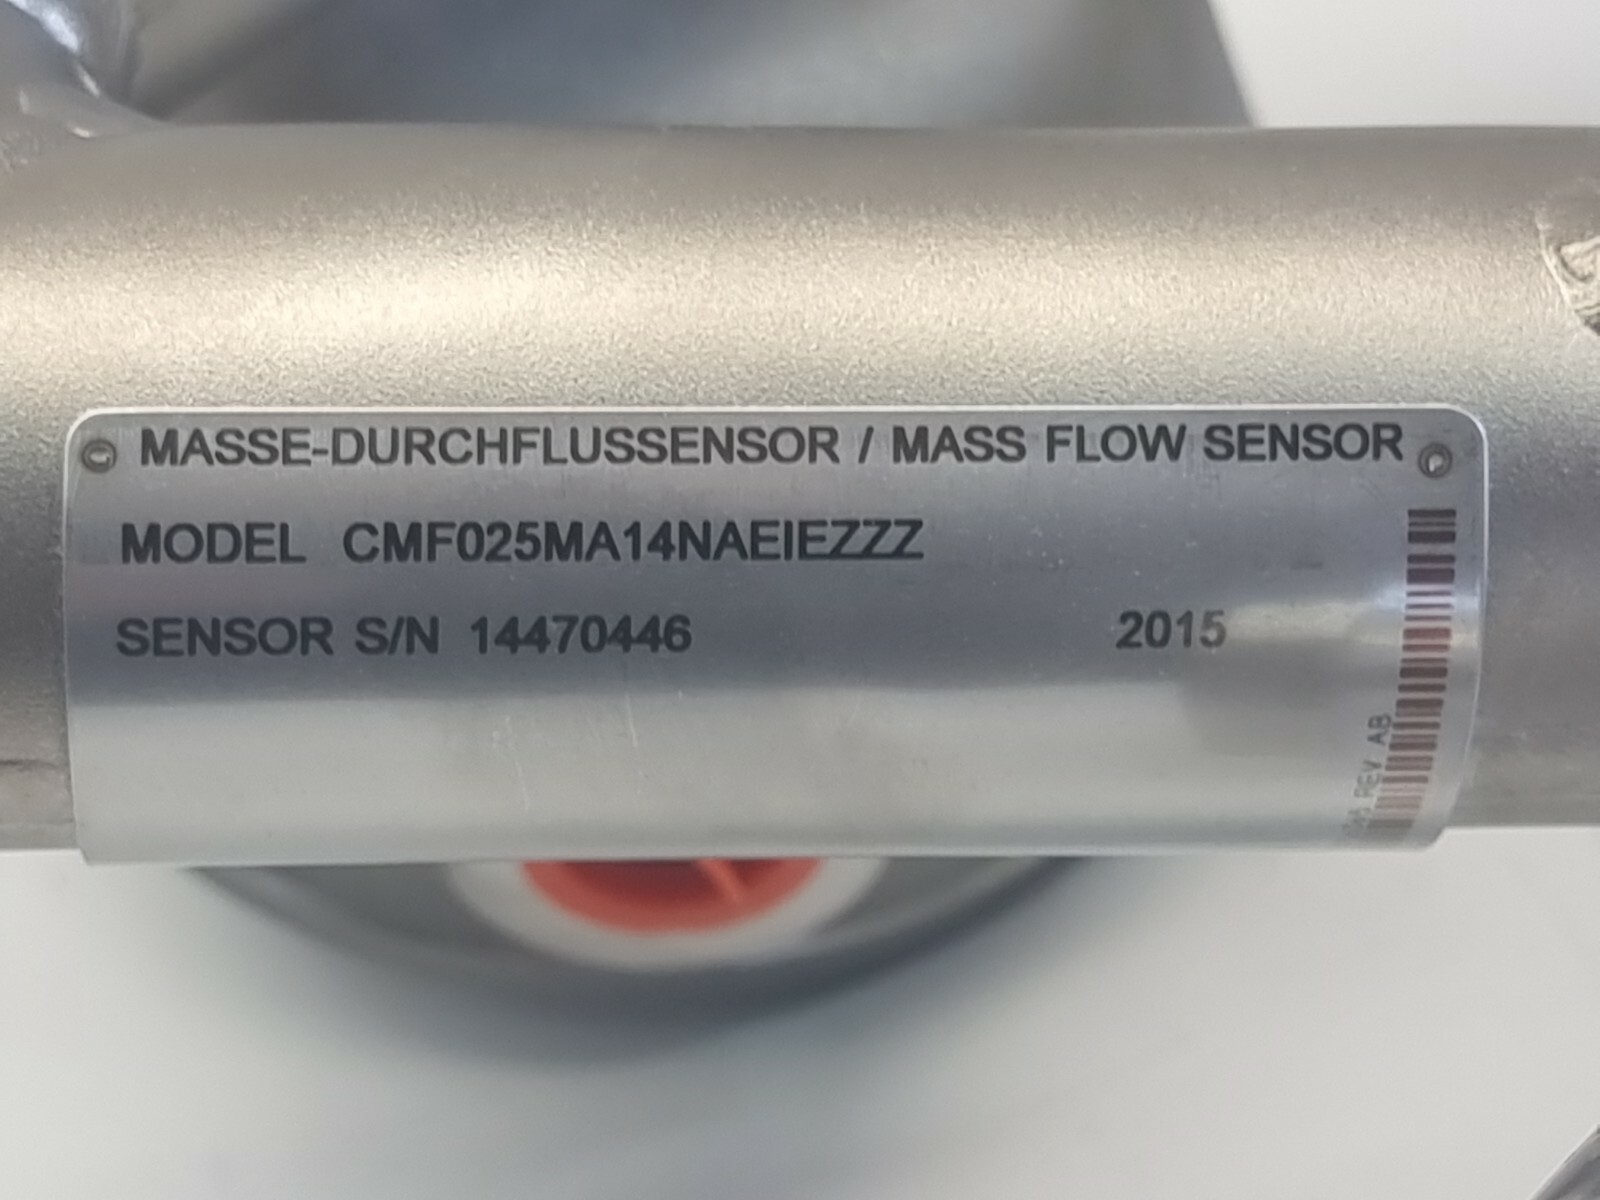 MASSE-DURCHFLUSSENSOR / MASS FLOW SENSOR
MODEL CMF025MA14NAEIEZZZ
SENSOR S/N 14470446 2015
REV AB